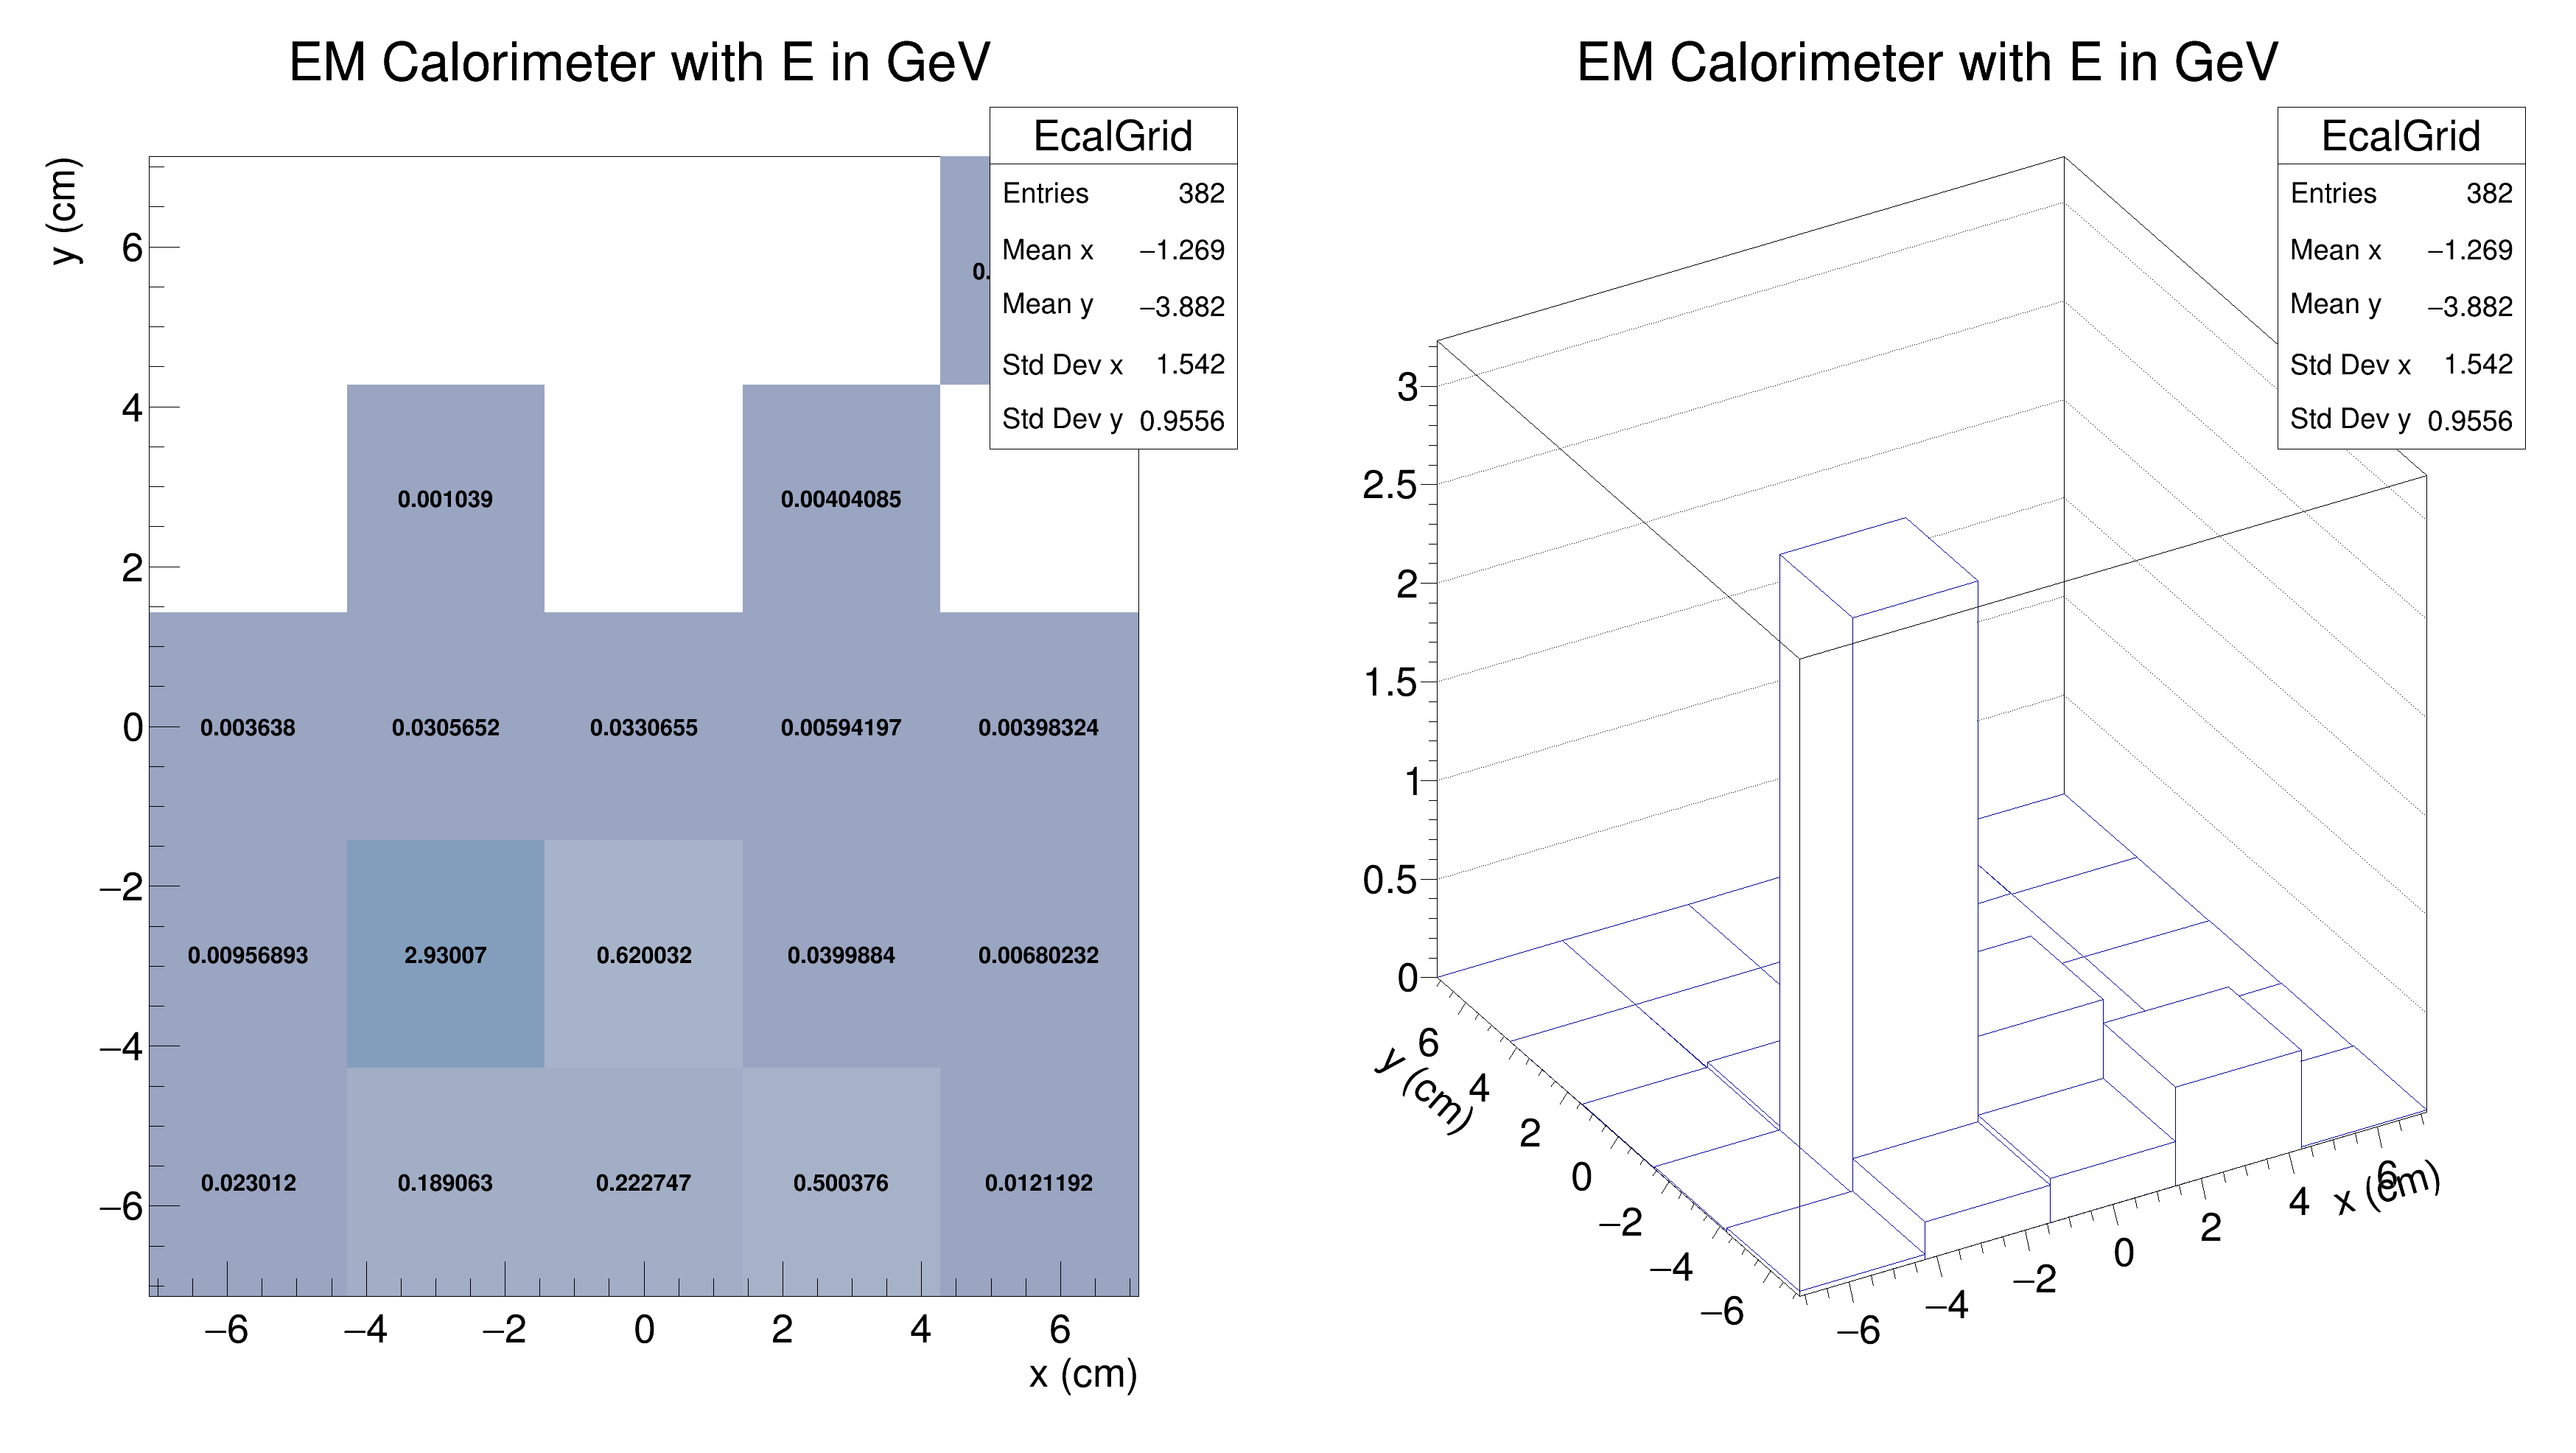 EM Calorimeter with E in GeV
EcalGrid
Entries 382
Mean x −1.269
Mean y −3.882
Std Dev x 1.542
Std Dev y 0.9556
y (cm)
6
4
2
0
−2
−4
−6
0.
0.001039 0.00404085
0.003638 0.0305652 0.0330655 0.00594197 0.00398324
0.00956893 2.93007 0.620032 0.0399884 0.00680232
0.023012 0.189063 0.222747 0.500376 0.0121192
−6 −4 −2 0 2 4 6
x (cm)
EM Calorimeter with E in GeV
EcalGrid
Entries 382
Mean x −1.269
Mean y −3.882
Std Dev x 1.542
Std Dev y 0.9556
3
2.5
2
1.5
1
0.5
0
y (cm)
6
4
2
0
−2
−4
−6
−6
−4
−2
0
2
4
6
x (cm)